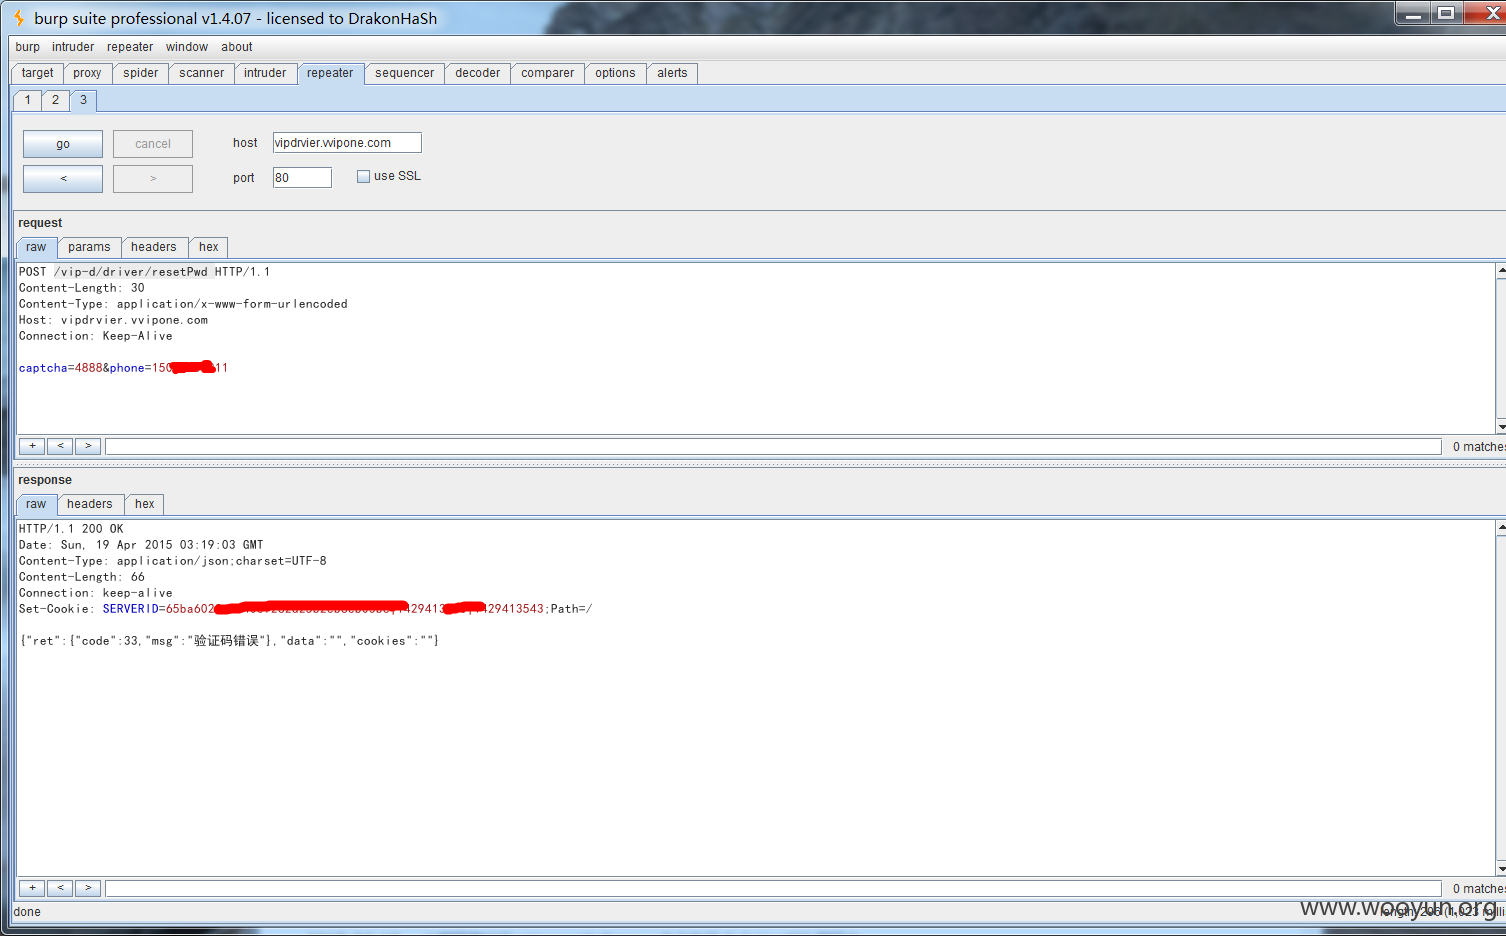 burp suite professional v1.4.07 - licensed to DrakonHaSh
burp intruder repeater window about
target proxy spider scanner intruder repeater sequencer decoder comparer options alerts
1 2 3
go cancel host vipdrvier.vvipone.com
< > port 80 use SSL
request
raw params headers hex
POST /vip-d/driver/resetPwd HTTP/1.1
Content-Length: 30
Content-Type: application/x-www-form-urlencoded
Host: vipdrvier.vvipone.com
Connection: Keep-Alive
captcha=4888&phone=150 11
+ < > 0 matches
response
raw headers hex
HTTP/1.1 200 OK
Date: Sun, 19 Apr 2015 03:19:03 GMT
Content-Type: application/json;charset=UTF-8
Content-Length: 66
Connection: keep-alive
Set-Cookie: SERVERID=65ba602 429413 429413543;Path=/
{"ret":{"code":33,"msg":"验证码错误"},"data":"","cookies":""}
+ < > 0 matches
done
www.wooyun.org